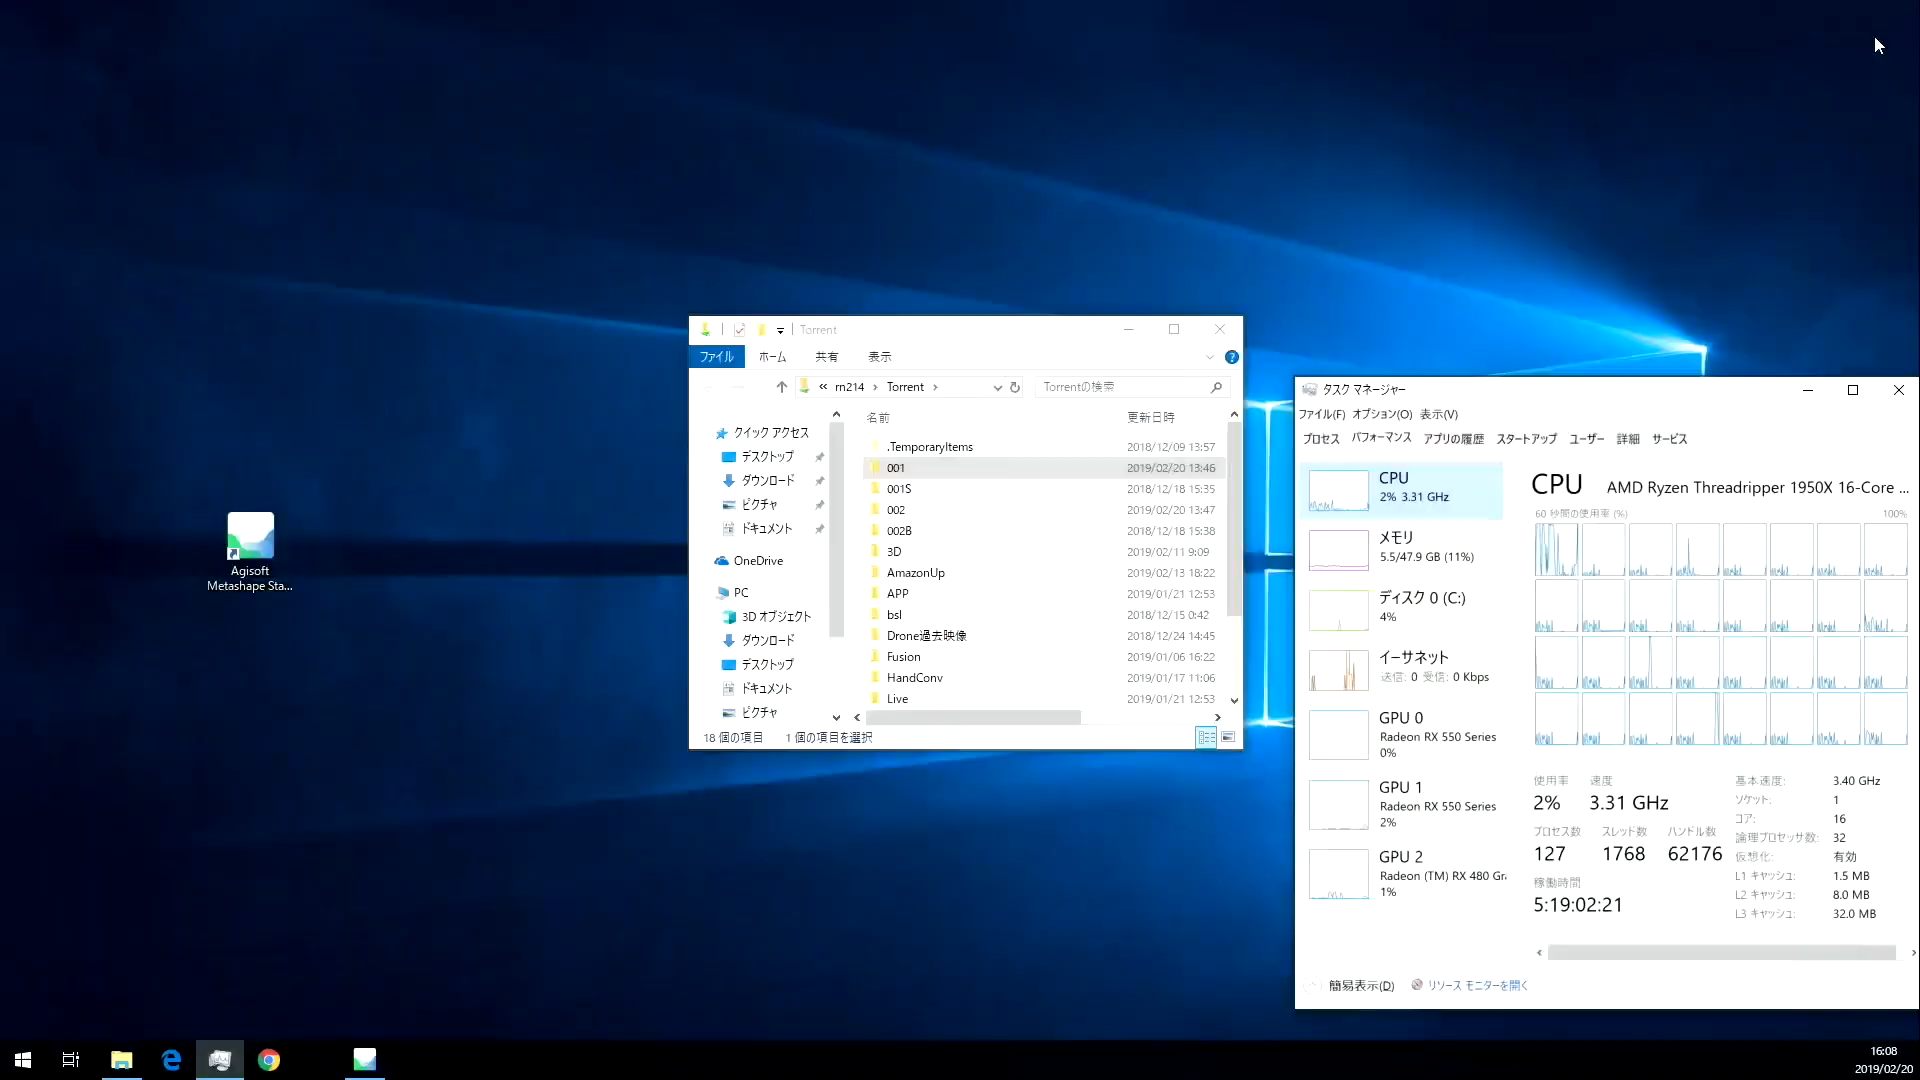 Agisoft
Metashape Sta...
Torrent
ファイル ホーム 共有 表示
« rn214 › Torrent ›
Torrentの検索
名前 更新日時
クイック アクセス
デスクトップ
ダウンロード
ピクチャ
ドキュメント
OneDrive
PC
3D オブジェクト
ダウンロード
デスクトップ
ドキュメント
ピクチャ
.TemporaryItems 2018/12/09 13:57
001 2019/02/20 13:46
001S 2018/12/18 15:35
002 2019/02/20 13:47
002B 2018/12/18 15:38
3D 2019/02/11 9:09
AmazonUp 2019/02/13 18:22
APP 2019/01/21 12:53
bsl 2018/12/15 0:42
Drone過去映像 2018/12/24 14:45
Fusion 2019/01/06 16:22
HandConv 2019/01/17 11:06
Live 2019/01/21 12:53
18 個の項目 1 個の項目を選択
タスク マネージャー
ファイル(F) オプション(O) 表示(V)
プロセス パフォーマンス アプリの履歴 スタートアップ ユーザー 詳細 サービス
CPU
2% 3.31 GHz
メモリ
5.5/47.9 GB (11%)
ディスク 0 (C:)
4%
イーサネット
送信: 0 受信: 0 Kbps
GPU 0
Radeon RX 550 Series
0%
GPU 1
Radeon RX 550 Series
2%
GPU 2
Radeon (TM) RX 480 Gr
1%
CPU AMD Ryzen Threadripper 1950X 16-Core ...
60 秒間の使用率 (%) 100%
使用率 速度
2% 3.31 GHz
プロセス数 スレッド数 ハンドル数
127 1768 62176
稼働時間
5:19:02:21
基本速度: 3.40 GHz
ソケット: 1
コア: 16
論理プロセッサ数: 32
仮想化: 有効
L1 キャッシュ: 1.5 MB
L2 キャッシュ: 8.0 MB
L3 キャッシュ: 32.0 MB
簡易表示(D) リソース モニターを開く
16:08
2019/02/20